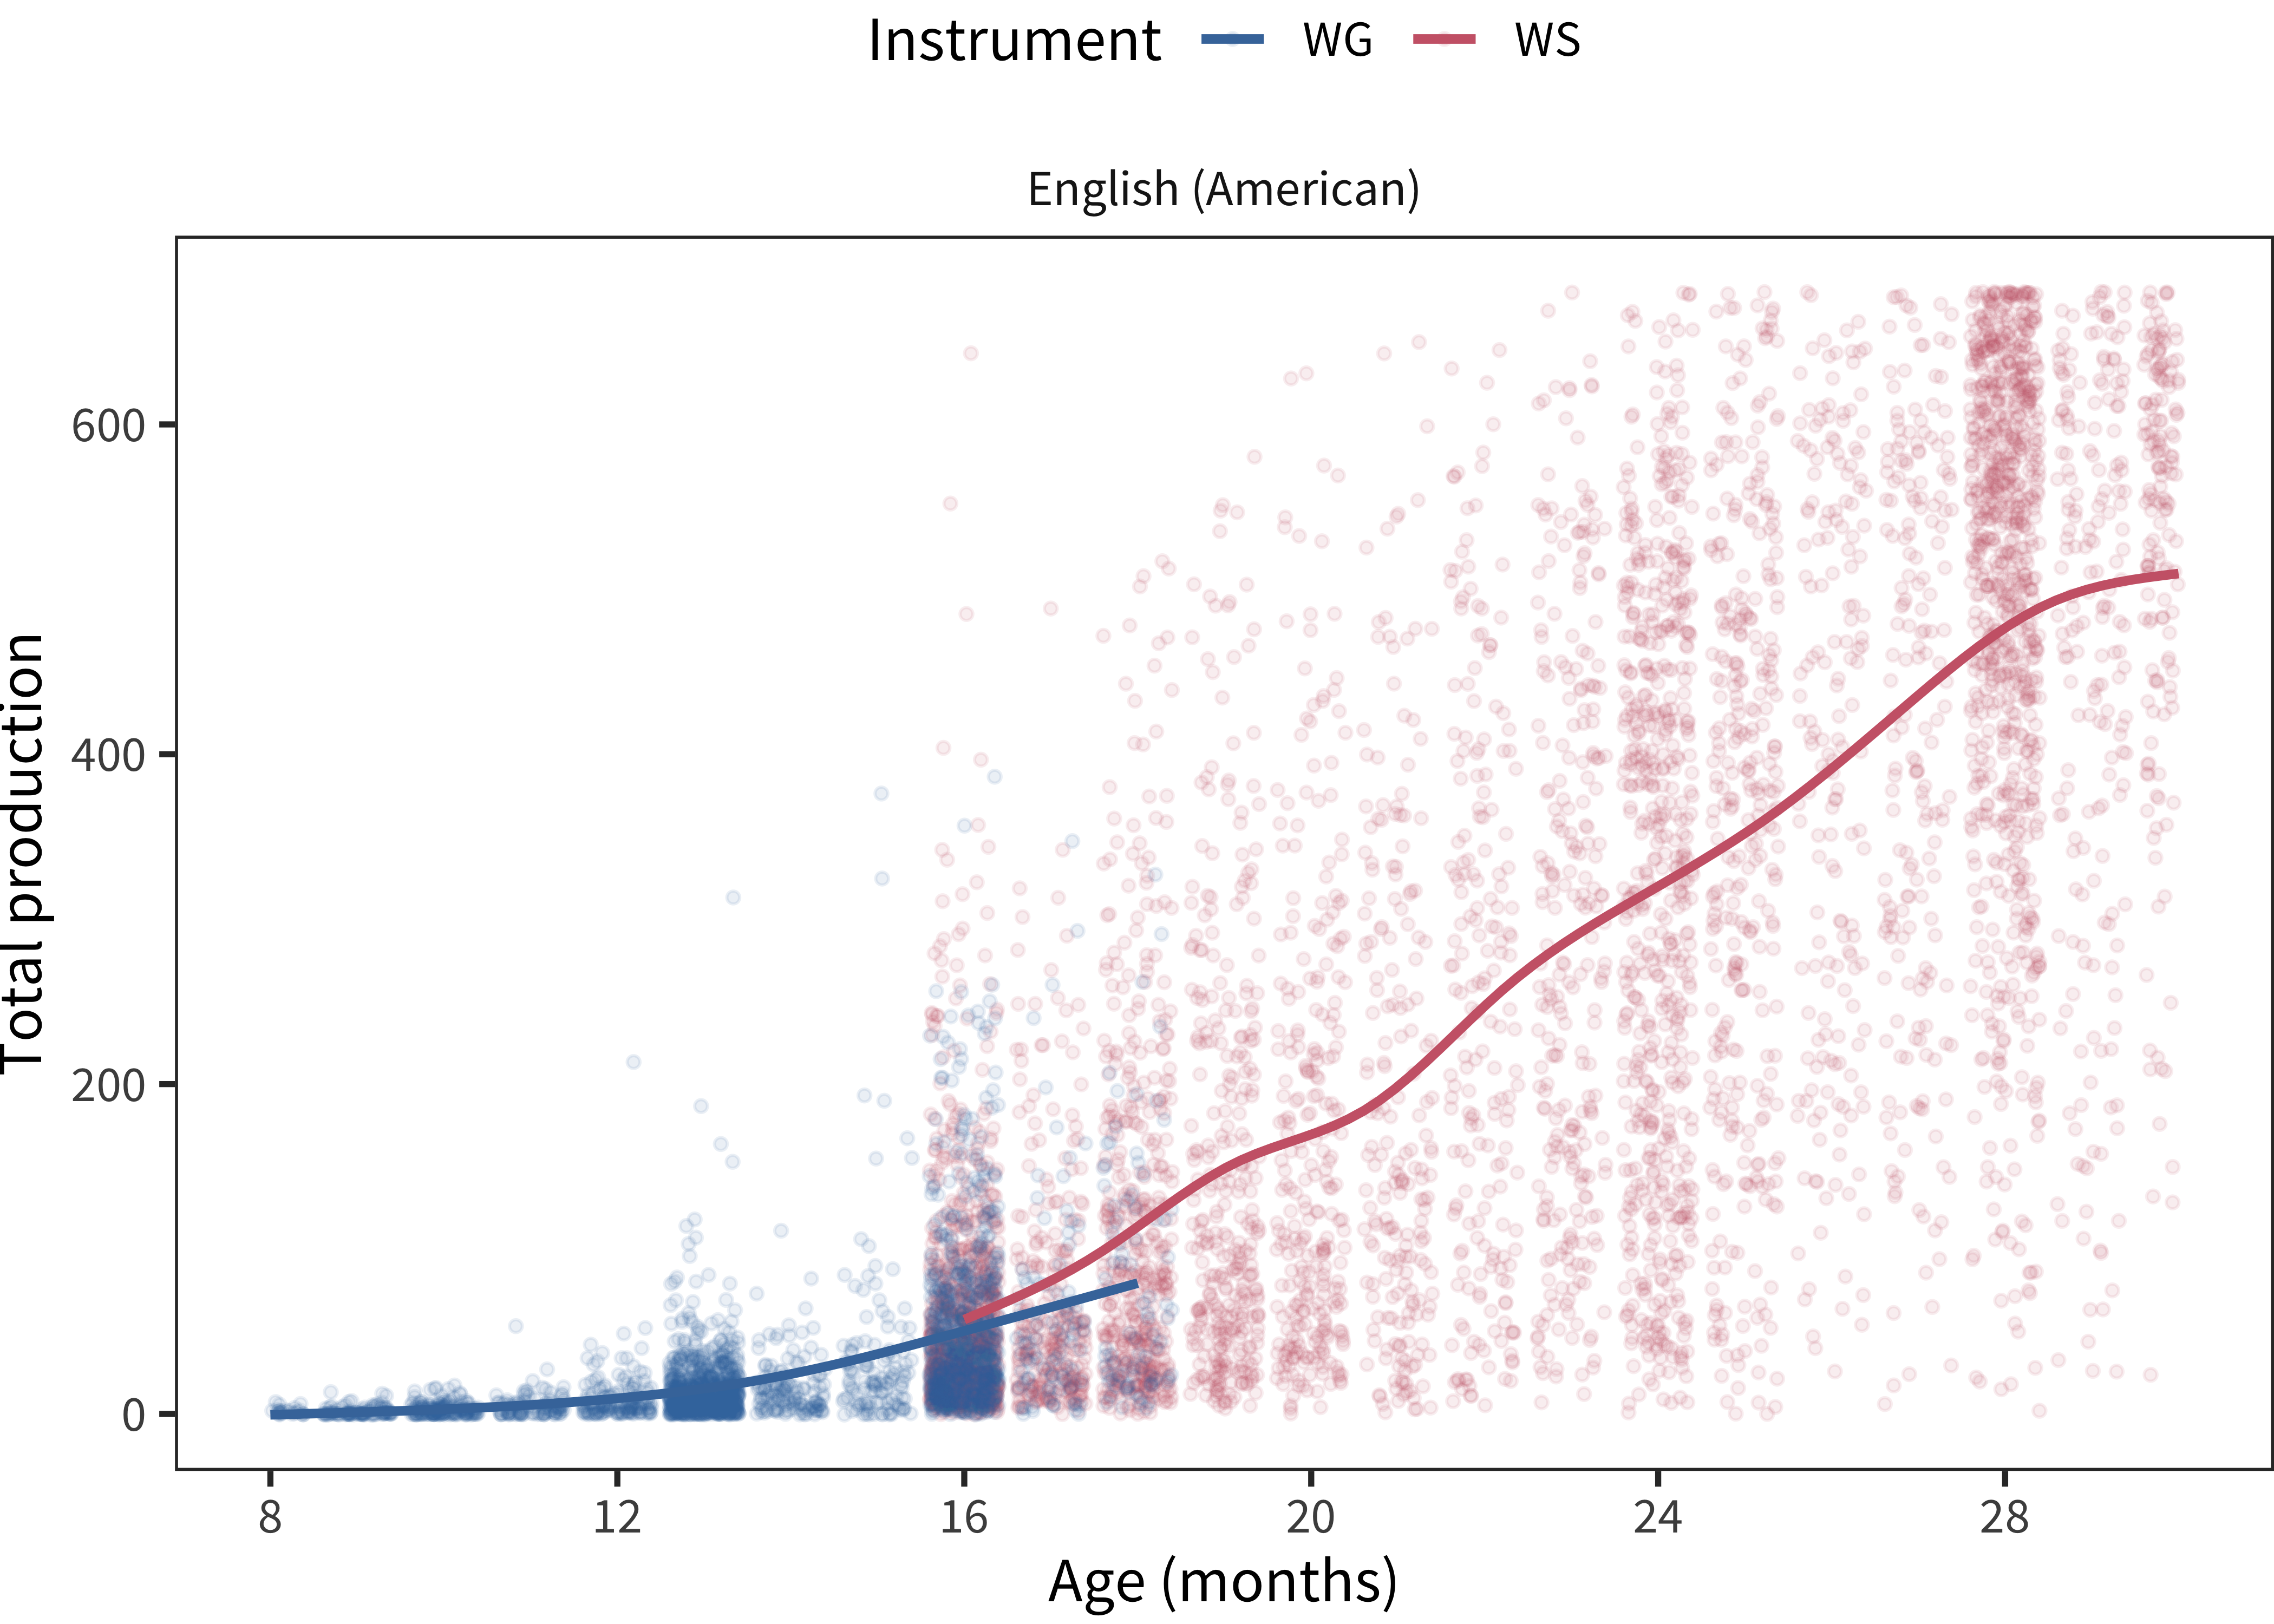 Instrument WG WS
English (American)
Total production
600
400
200
0
8 12 16 20 24 28
Age (months)